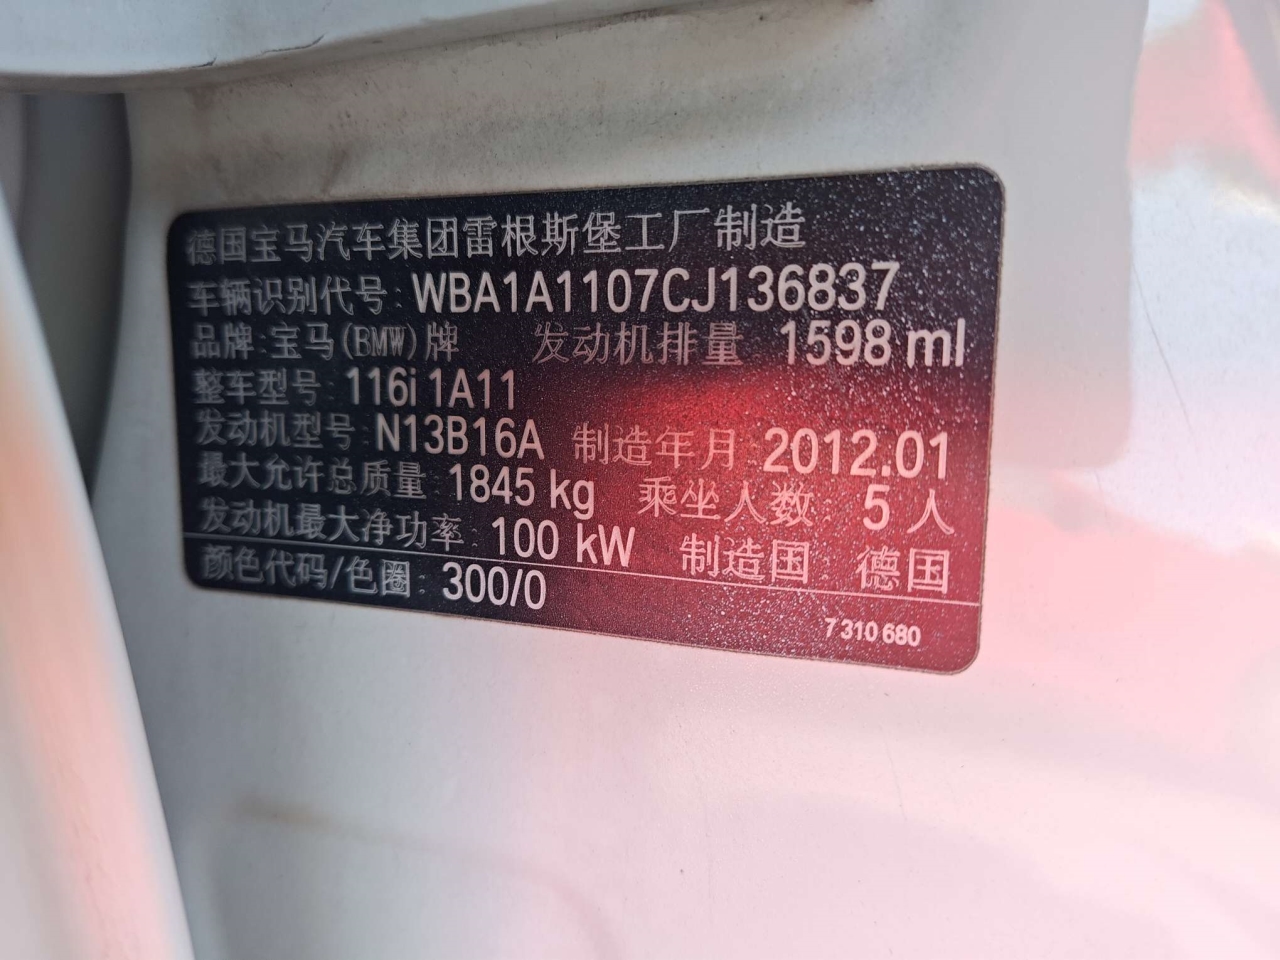 德国宝马汽车集团雷根斯堡工厂制造
车辆识别代号: WBA1A1107CJ136837
品牌:宝马(BMW)牌 发动机排量 1598 ml
整车型号: 116i 1A11
发动机型号: N13B16A 制造年月: 2012.01
最大允许总质量: 1845 kg 乘坐人数: 5 人
发动机最大净功率: 100 kW 制造国 德国
颜色代码/色圈: 300/0
7 310 680